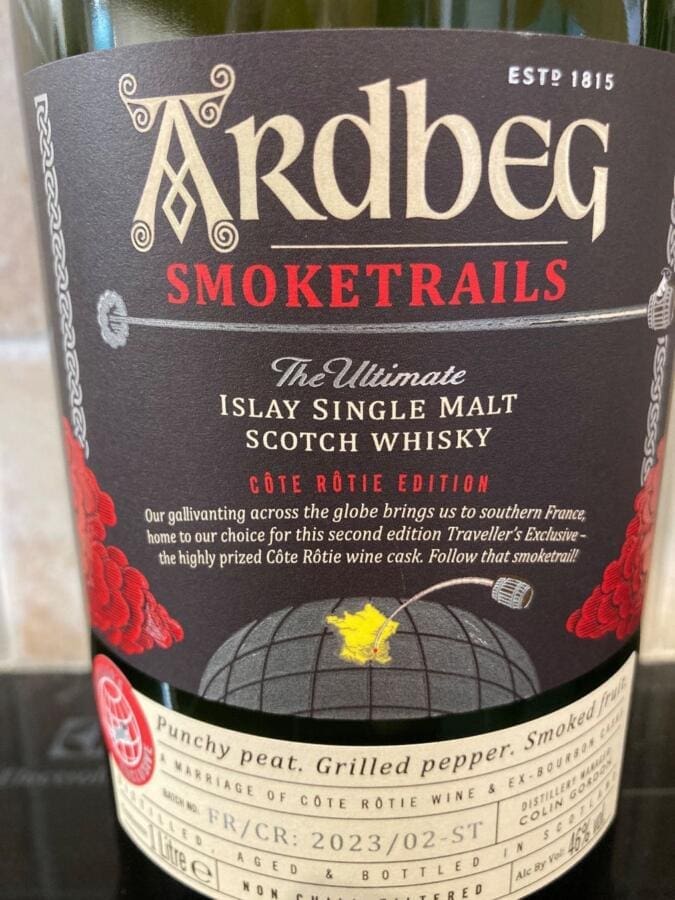 ESTD 1815
ARDBEG
SMOKETRAILS
The Ultimate
ISLAY SINGLE MALT
SCOTCH WHISKY
CÔTE RÔTIE EDITION
Our gallivanting across the globe brings us to southern France,
home to our choice for this second edition Traveller's Exclusive –
the highly prized Côte Rôtie wine cask. Follow that smoketrail!
Punchy peat. Grilled pepper. Smoked fruit.
A MARRIAGE OF CÔTE RÔTIE WINE & EX-BOURBON CASKS
BATCH NO: FR/CR: 2023/02-ST
DISTILLERY MANAGER:
COLIN GORDON
DISTILLED, AGED & BOTTLED IN SCOTLAND
1 Litre e
NON CHILL-FILTERED
Alc By Vol: 46% vol